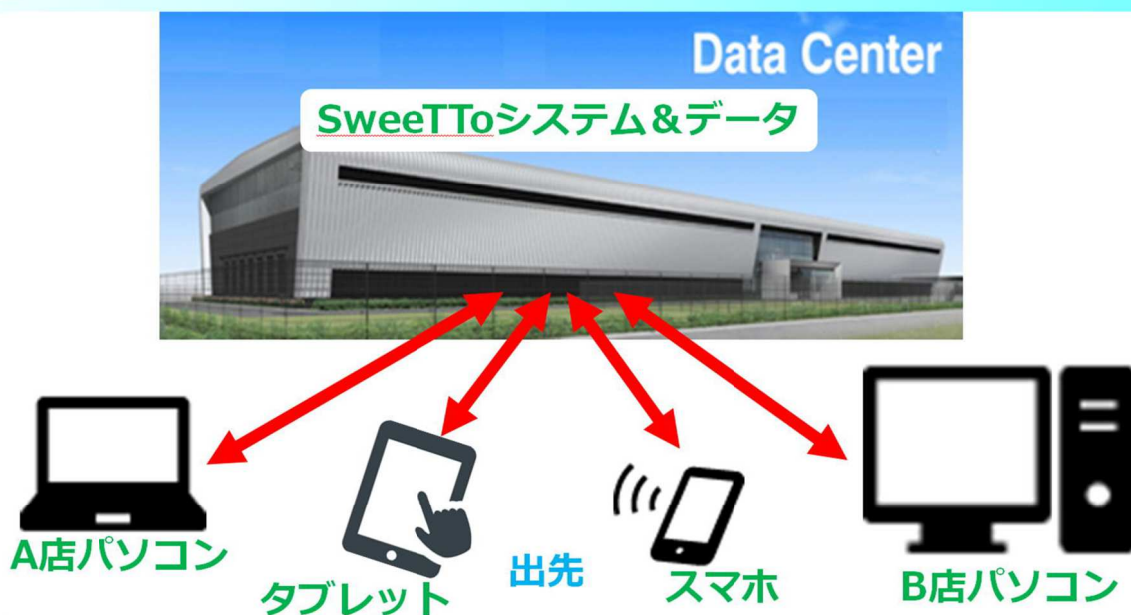 Data Center
SweeTToシステム＆データ
A店パソコン
タブレット
出先
スマホ
B店パソコン